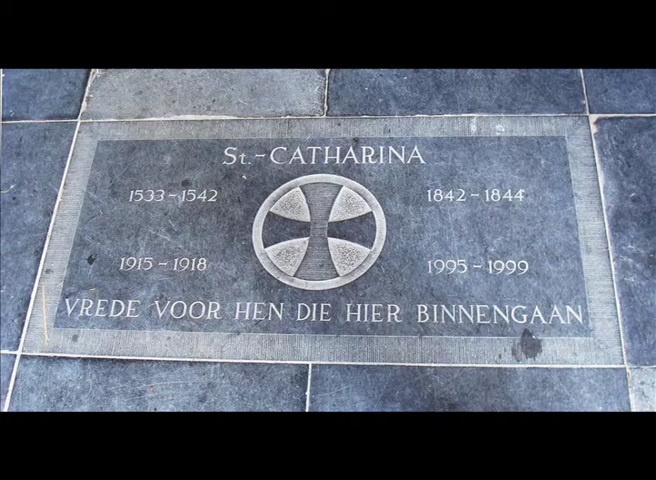 St.-CATHARINA
1533-1542 1842-1844
1915-1918 1995-1999
VREDE VOOR HEN DIE HIER BINNENGAAN